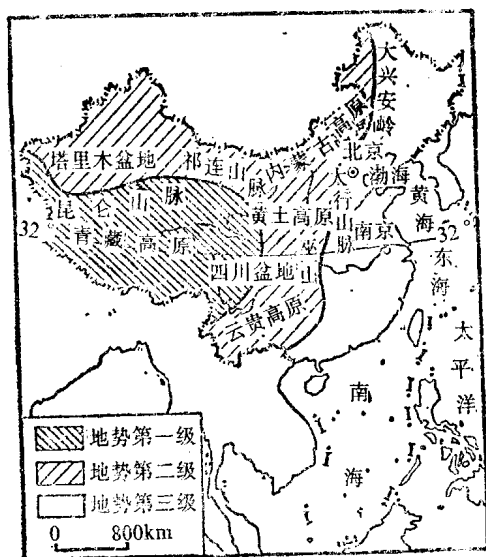 大兴安岭
内蒙古高原
北京
塔里木盆地
祁连山脉
渤海
黄海
太行山脉
昆仑山脉
黄土高原
32
32
南京
青藏高原
巫山
东海
四川盆地
云贵高原
太平洋
南海
地势第一级
地势第二级
地势第三级
0 800km